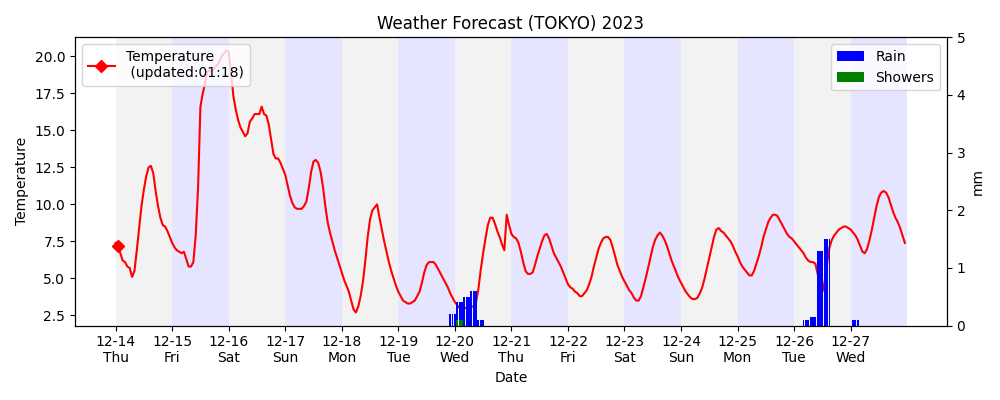 Weather Forecast (TOKYO) 2023
Temperature
(updated:01:18)
Rain
Showers
Temperature
20.0
17.5
15.0
12.5
10.0
7.5
5.0
2.5
5
4
3
2
1
0
mm
12-14 12-15 12-16 12-17 12-18 12-19 12-20 12-21 12-22 12-23 12-24 12-25 12-26 12-27
Thu Fri Sat Sun Mon Tue Wed Thu Fri Sat Sun Mon Tue Wed
Date